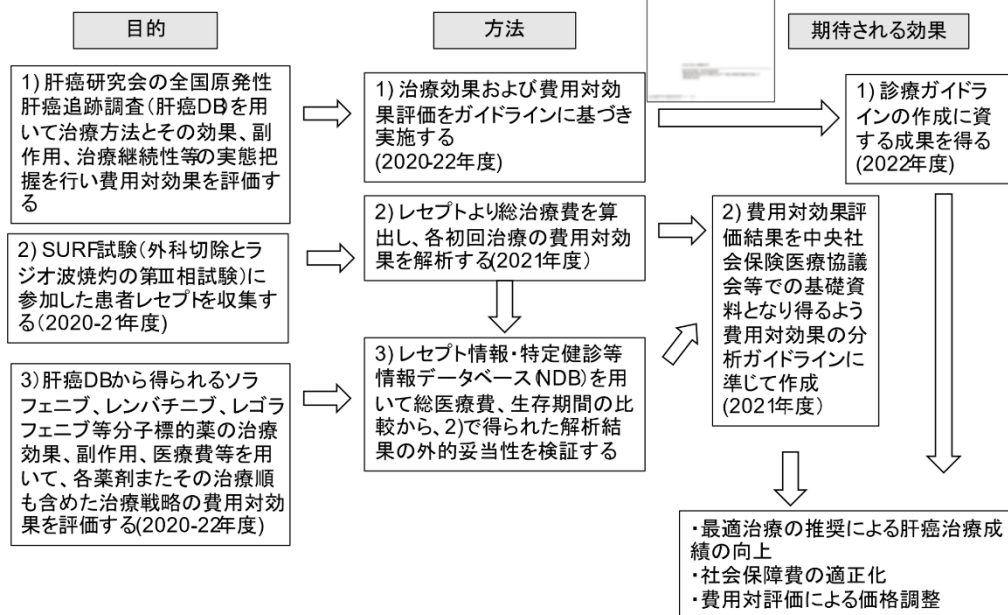 目的
1) 肝癌研究会の全国原発性
肝癌追跡調査(肝癌DB)を用
いて治療方法とその効果、副
作用、治療継続性等の実態把
握を行い費用対効果を評価す
る
2) SURF試験(外科切除とラ
ジオ波焼灼の第Ⅲ相試験)に
参加した患者レセプトを収集す
る(2020-21年度)
3)肝癌DBから得られるソラ
フェニブ、レンバチニブ、レゴラ
フェニブ等分子標的薬の治療
効果、副作用、医療費等を用
いて、各薬剤またその治療順
も含めた治療戦略の費用対効
果を評価する(2020-22年度)
方法
1) 治療効果および費用対効
果評価をガイドラインに基づき
実施する
(2020-22年度)
2) レセプトより総治療費を算
出し、各初回治療の費用対効
果を解析する(2021年度)
3) レセプト情報・特定健診等
情報データベース(NDB)を用
いて総医療費、生存期間の比
較から、2)で得られた解析結
果の外的妥当性を検証する
期待される効果
1) 診療ガイドラ
インの作成に資
する成果を得る
(2022年度)
2) 費用対効果評
価結果を中央社
会保険医療協議
会等での基礎資
料となり得るよう
費用対効果の分
析ガイドラインに
準じて作成
(2021年度)
・最適治療の推奨による肝癌治療成
績の向上
・社会保障費の適正化
・費用対評価による価格調整